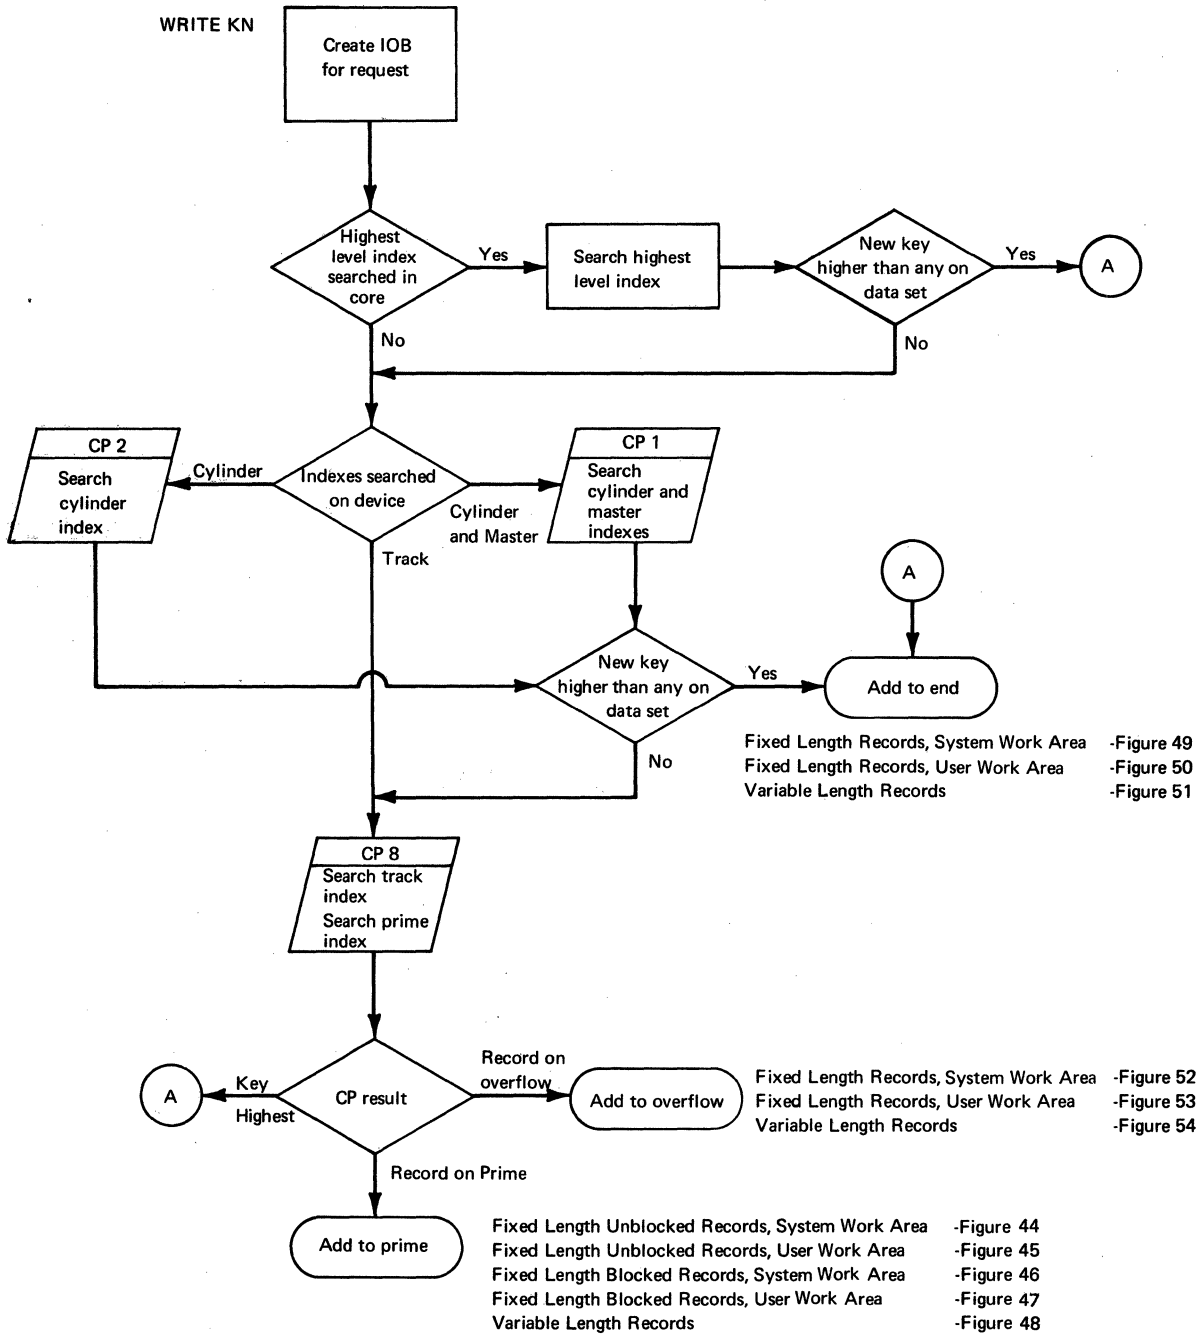 WRITE KN
Create IOB
for request
Highest
level index
searched in
core
Yes
Search highest
level index
New key
higher than any on
data set
Yes
A
No
No
CP 2
Search
cylinder
index
Cylinder
Indexes searched
on device
Cylinder
and Master
CP 1
Search
cylinder and
master
indexes
Track
A
New key
higher than any on
data set
Yes
Add to end
No
Fixed Length Records, System Work Area -Figure 49
Fixed Length Records, User Work Area -Figure 50
Variable Length Records -Figure 51
CP 8
Search track
index
Search prime
index
A
Key
Highest
CP result
Record on
overflow
Add to overflow
Fixed Length Records, System Work Area -Figure 52
Fixed Length Records, User Work Area -Figure 53
Variable Length Records -Figure 54
Record on Prime
Add to prime
Fixed Length Unblocked Records, System Work Area -Figure 44
Fixed Length Unblocked Records, User Work Area -Figure 45
Fixed Length Blocked Records, System Work Area -Figure 46
Fixed Length Blocked Records, User Work Area -Figure 47
Variable Length Records -Figure 48